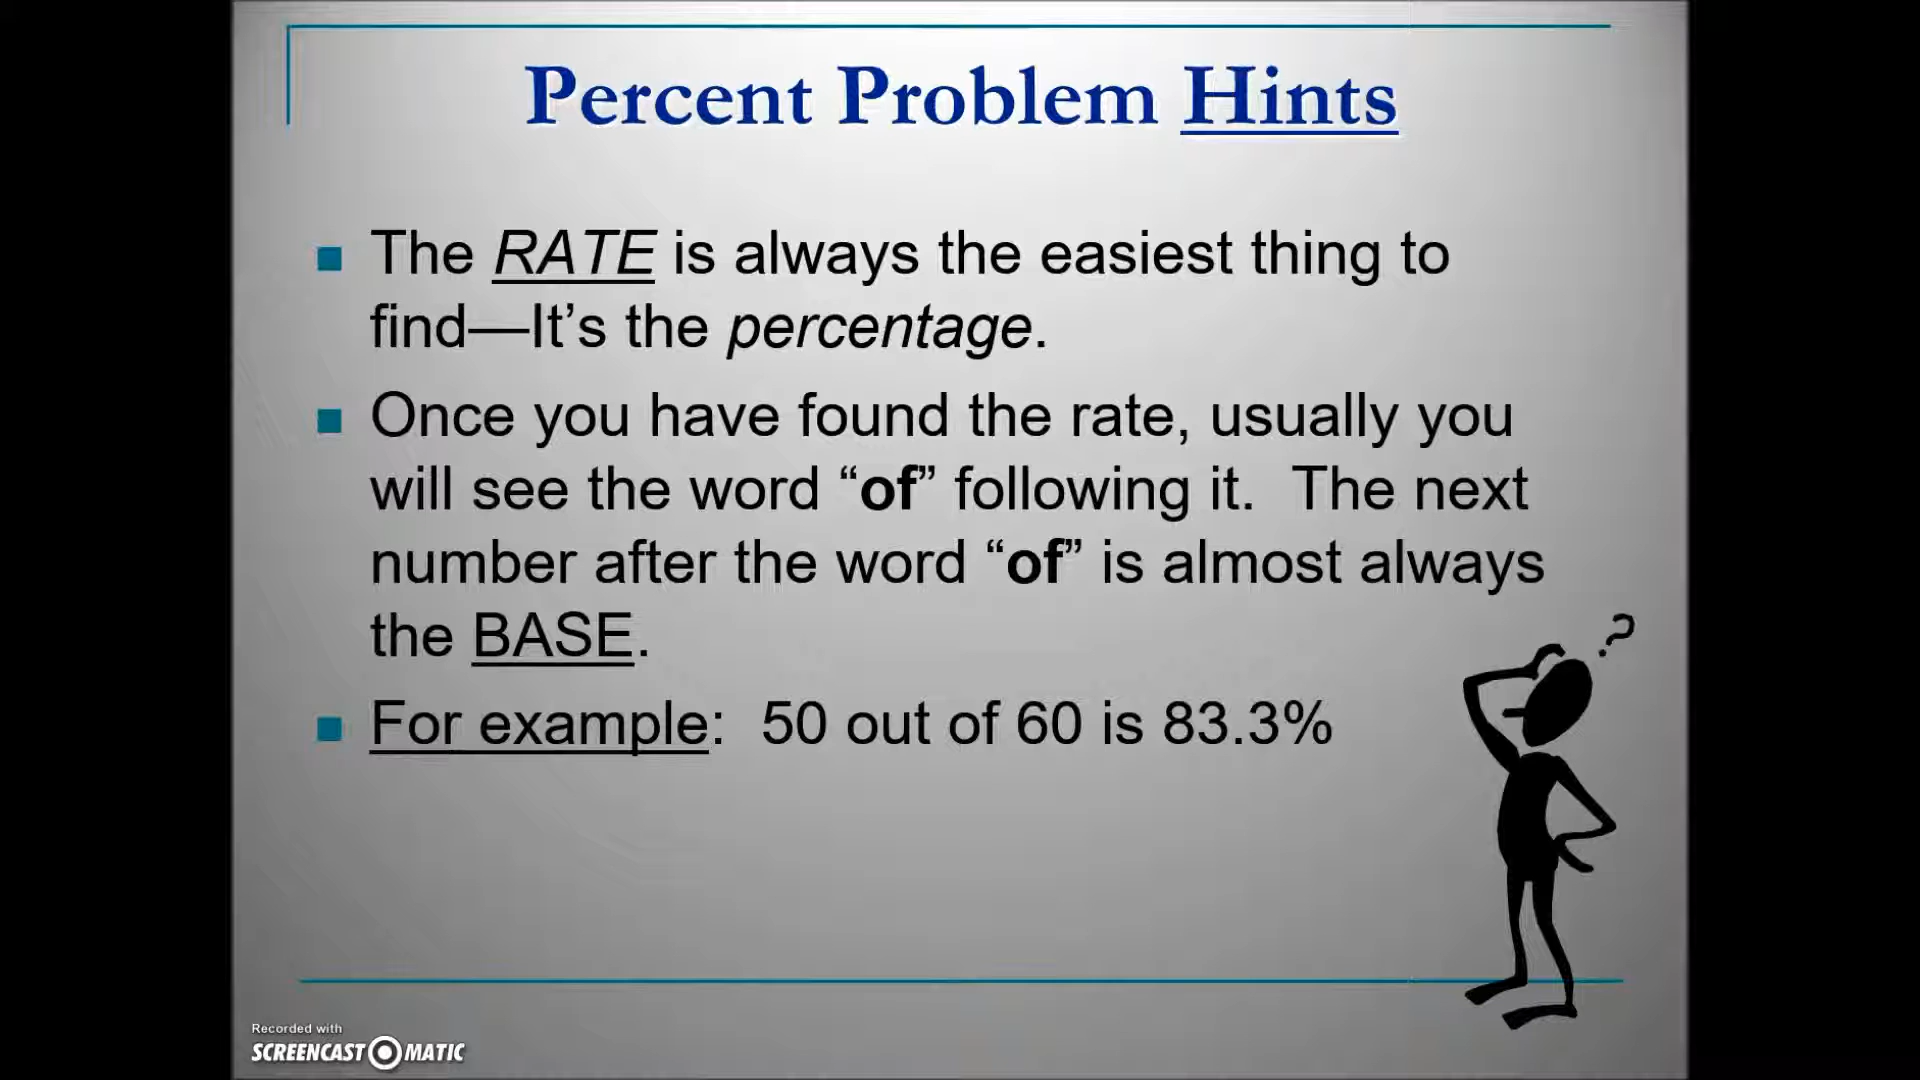 Percent Problem Hints
The RATE is always the easiest thing to
find—It’s the percentage.
Once you have found the rate, usually you
will see the word “of” following it.  The next
number after the word “of” is almost always
the BASE.
For example:  50 out of 60 is 83.3%
?
Recorded with
SCREENCAST-O-MATIC